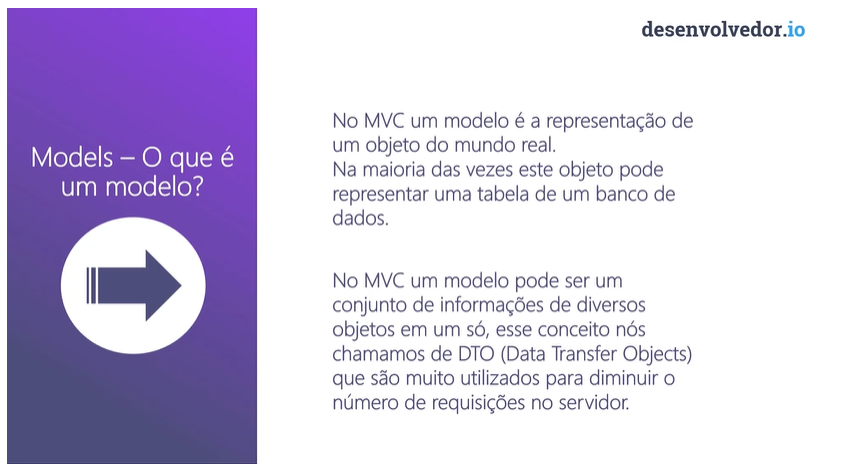 desenvolvedor.io
Models – O que é
um modelo?
No MVC um modelo é a representação de
um objeto do mundo real.
Na maioria das vezes este objeto pode
representar uma tabela de um banco de
dados.
No MVC um modelo pode ser um
conjunto de informações de diversos
objetos em um só, esse conceito nós
chamamos de DTO (Data Transfer Objects)
que são muito utilizados para diminuir o
número de requisições no servidor.